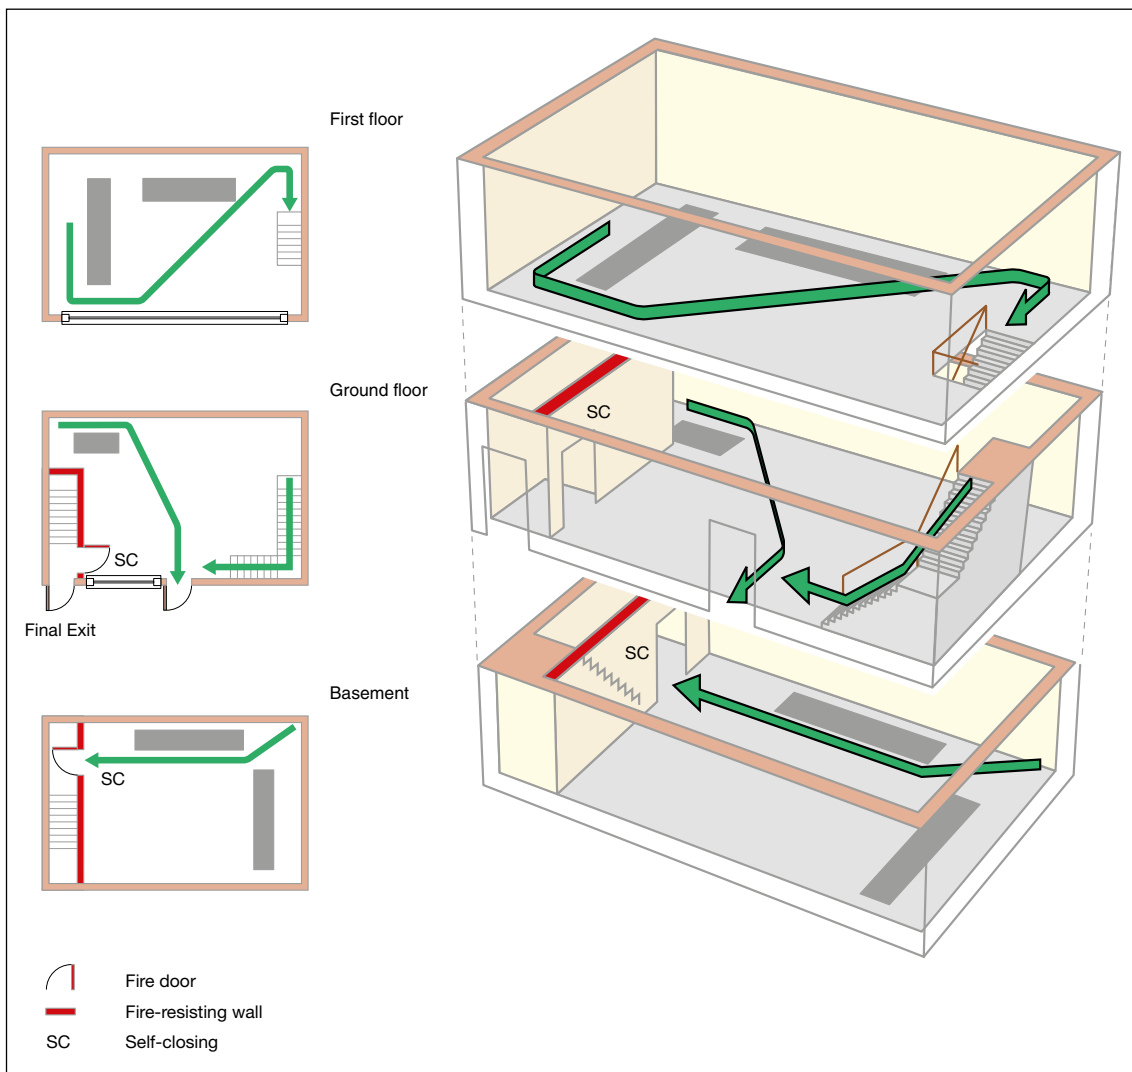 First floor
Ground floor
SC
SC
Final Exit
SC
Basement
SC
Fire door
Fire-resisting wall
SC Self-closing